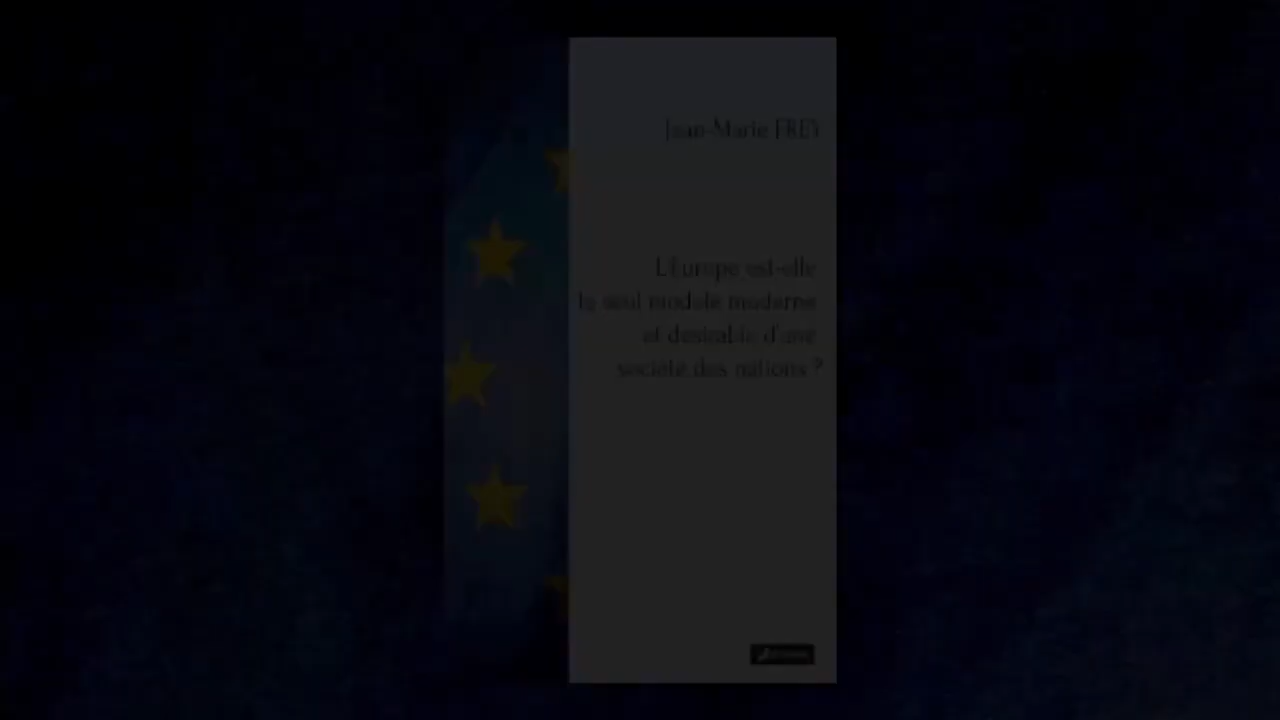 Jean-Marie FREY
L'Europe est-elle
le seul modèle moderne
et désirable d'une
société des nations ?